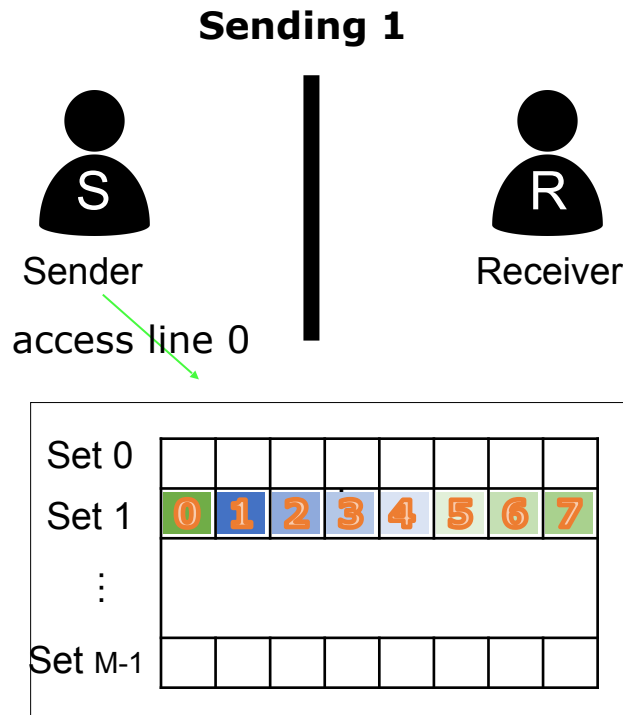 Sending 1
S
R
Sender
Receiver
access line 0
Set 0
Set 1 0 1 2 3 4 5 6 7
⋮
Set M-1